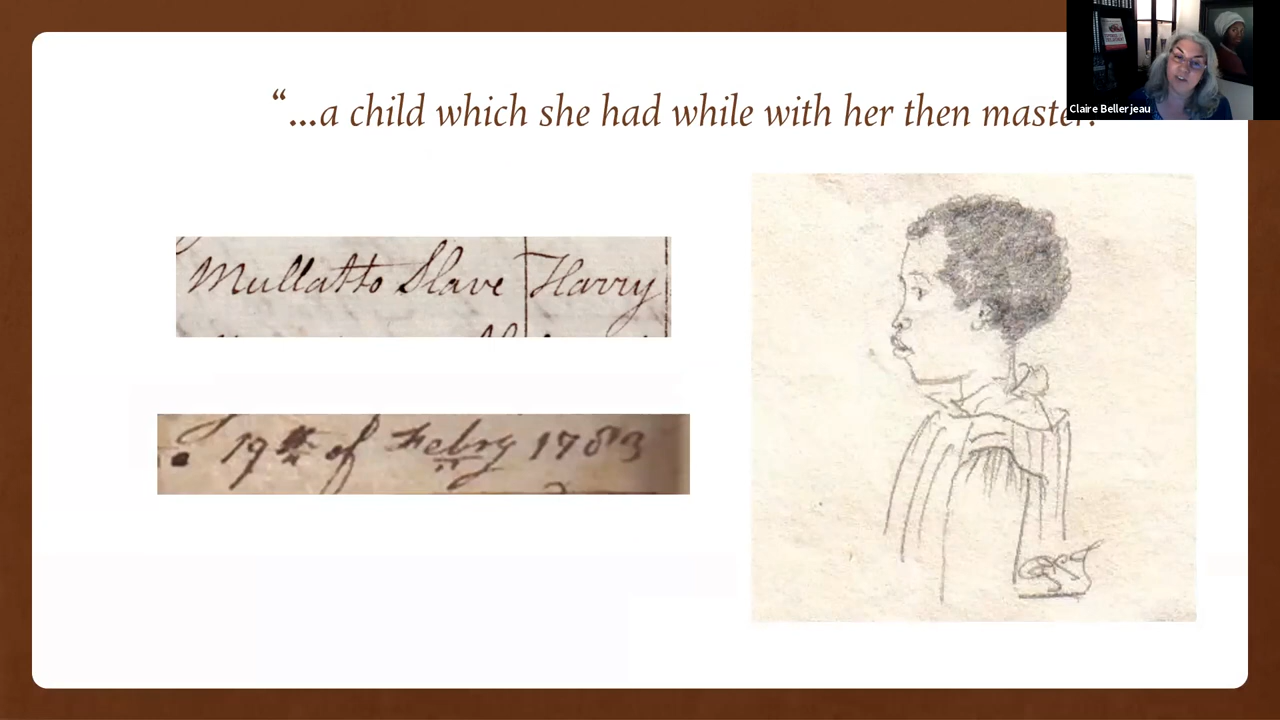 “...a child which she had while with her then master.
Claire Bellerjeau
Mullatto Slave Harry
19th of Febry 1783